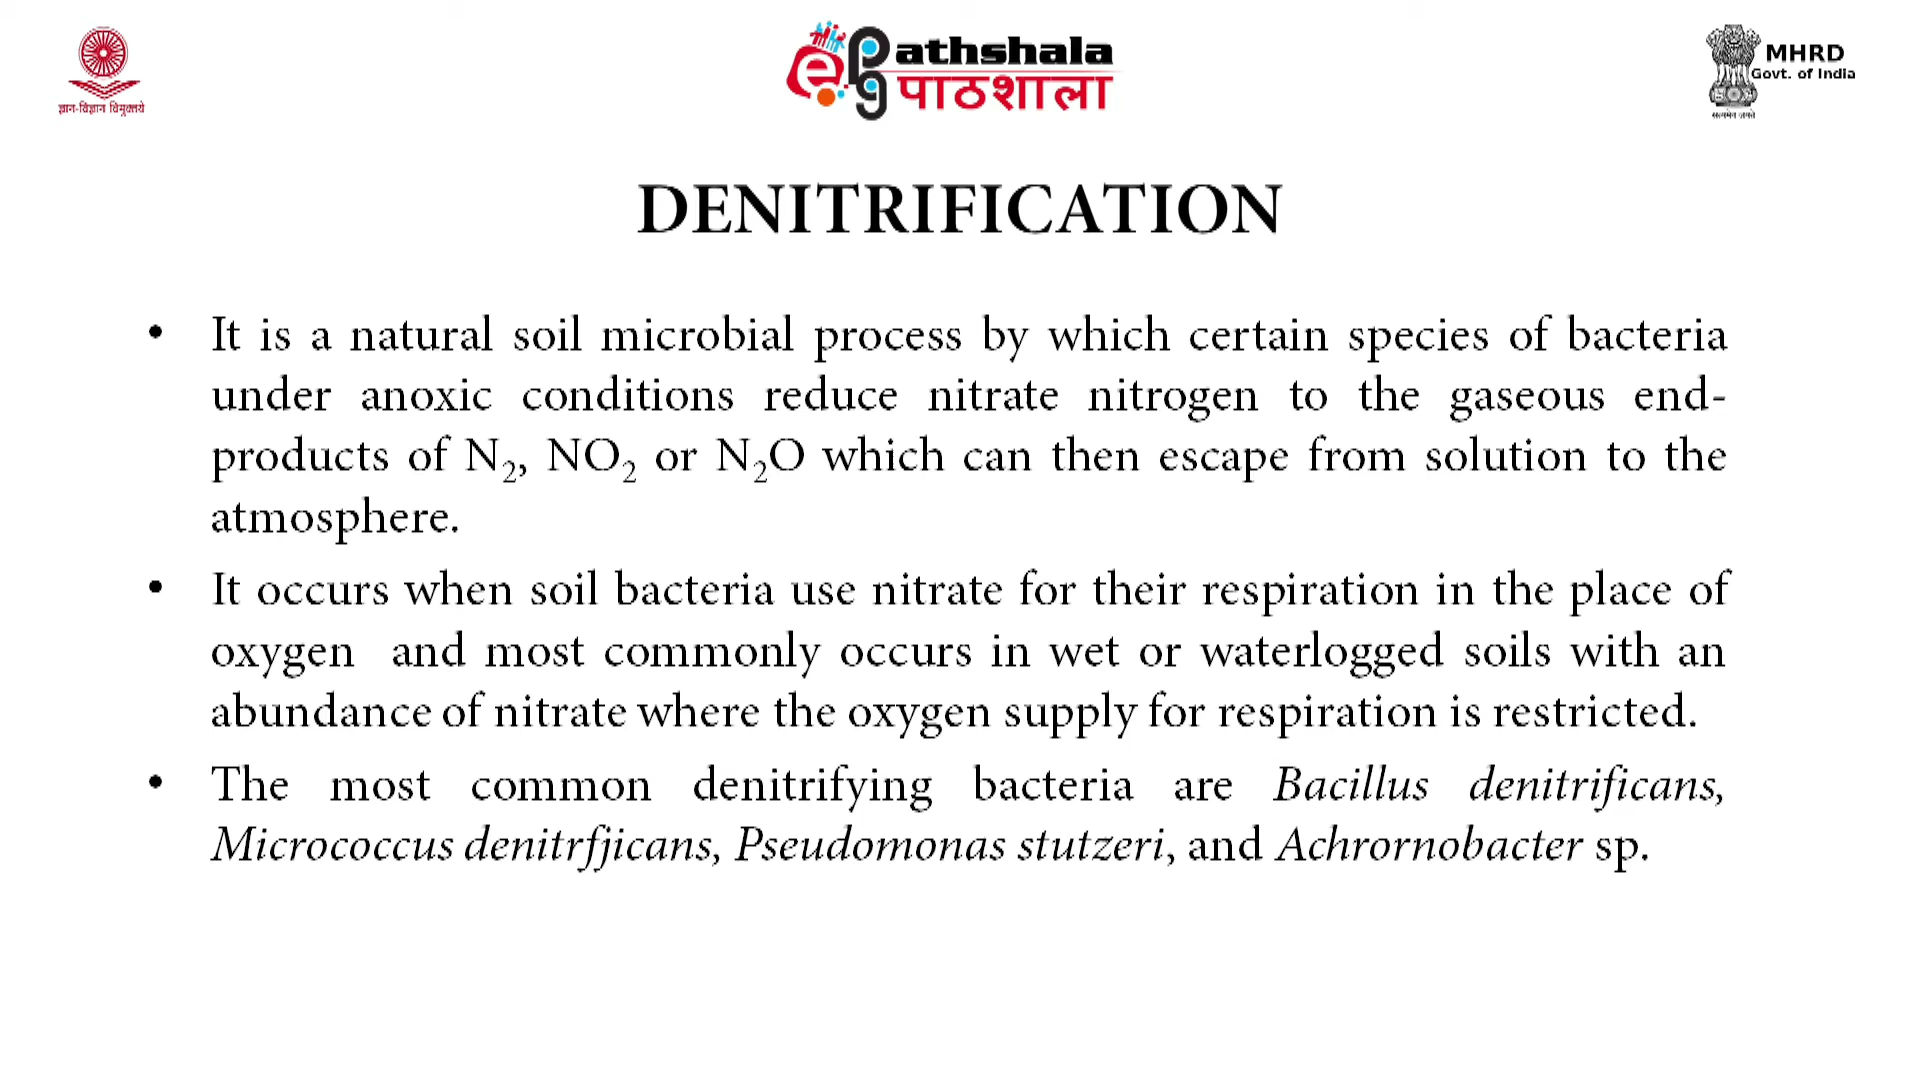 ज्ञान-विज्ञान विमुक्तये
e pg athshala
पाठशाला
MHRD
Govt. of India
सत्यमेव जयते
DENITRIFICATION
• It is a natural soil microbial process by which certain species of bacteria
under anoxic conditions reduce nitrate nitrogen to the gaseous end-
products of N₂, NO₂ or N₂O which can then escape from solution to the
atmosphere.
• It occurs when soil bacteria use nitrate for their respiration in the place of
oxygen and most commonly occurs in wet or waterlogged soils with an
abundance of nitrate where the oxygen supply for respiration is restricted.
• The most common denitrifying bacteria are Bacillus denitrificans,
Micrococcus denitrfjicans, Pseudomonas stutzeri, and Achrornobacter sp.